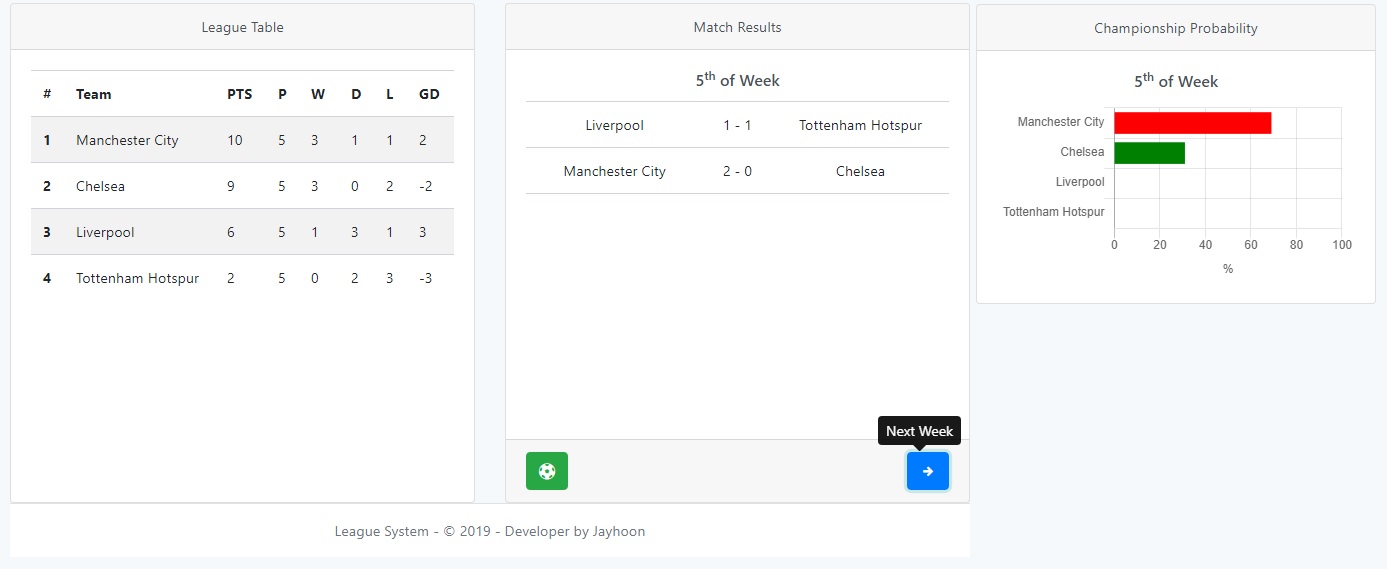 League Table
# Team PTS P W D L GD
1 Manchester City 10 5 3 1 1 2
2 Chelsea 9 5 3 0 2 -2
3 Liverpool 6 5 1 3 1 3
4 Tottenham Hotspur 2 5 0 2 3 -3
Match Results
5th of Week
Liverpool 1 - 1 Tottenham Hotspur
Manchester City 2 - 0 Chelsea
Next Week
Championship Probability
5th of Week
Manchester City
Chelsea
Liverpool
Tottenham Hotspur
0 20 40 60 80 100
%
League System - © 2019 - Developer by Jayhoon